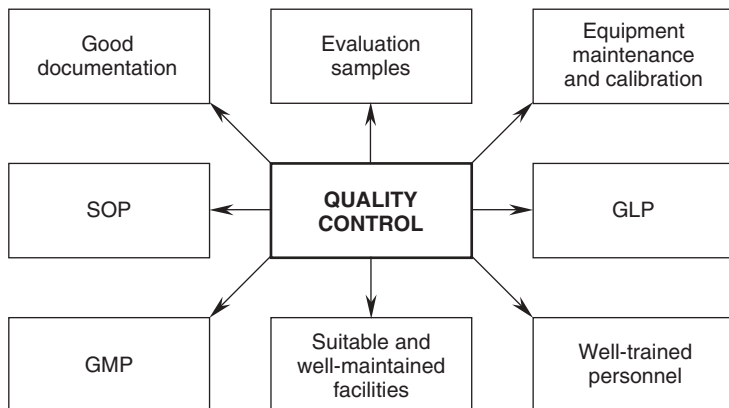 Good
documentation
Evaluation
samples
Equipment
maintenance
and calibration
SOP
QUALITY
CONTROL
GLP
GMP
Suitable and
well-maintained
facilities
Well-trained
personnel